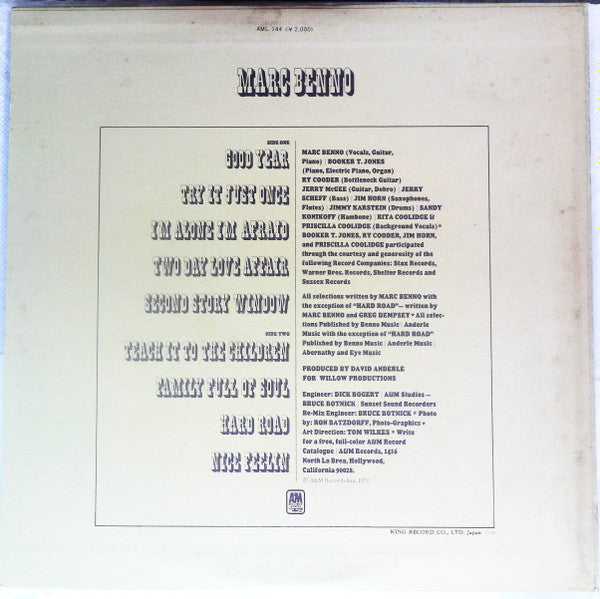 AML 144 (¥ 2,000)
MARC BENNO
SIDE ONE
GOOD YEAR
TRY IT JUST ONCE
I'M ALONE I'M AFRAID
TWO DAY LOVE AFFAIR
SECOND STORY WINDOW
SIDE TWO
TEACH IT TO THE CHILDREN
FAMILY FULL OF SOUL
HARD ROAD
NICE FEELIN
MARC BENNO (Vocals, Guitar,
Piano) | BOOKER T. JONES
(Piano, Electric Piano, Organ)
RY COODER (Bottleneck Guitar)
JERRY McGEE (Guitar, Dobro) | JERRY
SCHEFF (Bass) | JIM HORN (Saxophones,
Flutes) | JIMMY KARSTEIN (Drums) | SANDY
KONIKOFF (Hambone) | RITA COOLIDGE &
PRISCILLA COOLIDGE (Background Vocals) *
BOOKER T. JONES, RY COODER, JIM HORN,
and PRISCILLA COOLIDGE participated
through the courtesy and generosity of the
following Record Companies: Stax Records,
Warner Bros. Records, Shelter Records and
Sussex Records
All selections written by MARC BENNO with
the exception of "HARD ROAD"— written by
MARC BENNO and GREG DEMPSEY * All selec-
tions Published by Benno Music | Anderle
Music with the exception of "HARD ROAD"
Published by Benno Music | Anderle Music |
Abernathy and Eye Music
PRODUCED BY DAVID ANDERLE
FOR WILLOW PRODUCTIONS
Engineer: DICK BOGERT | A&M Studios —
BRUCE BOTNICK | Sunset Sound Recorders
Re-Mix Engineer: BRUCE BOTNICK * Photo
by: RON BATZDORFF, Photo-Graphics *
Art Direction: TOM WILKES * Write
for a free, full-color A&M Record
Catalogue | A&M Records, 1416
North La Brea, Hollywood,
California 90028.
© A&M Records, Inc. 1972
A&M
KING RECORD CO., LTD. Japan